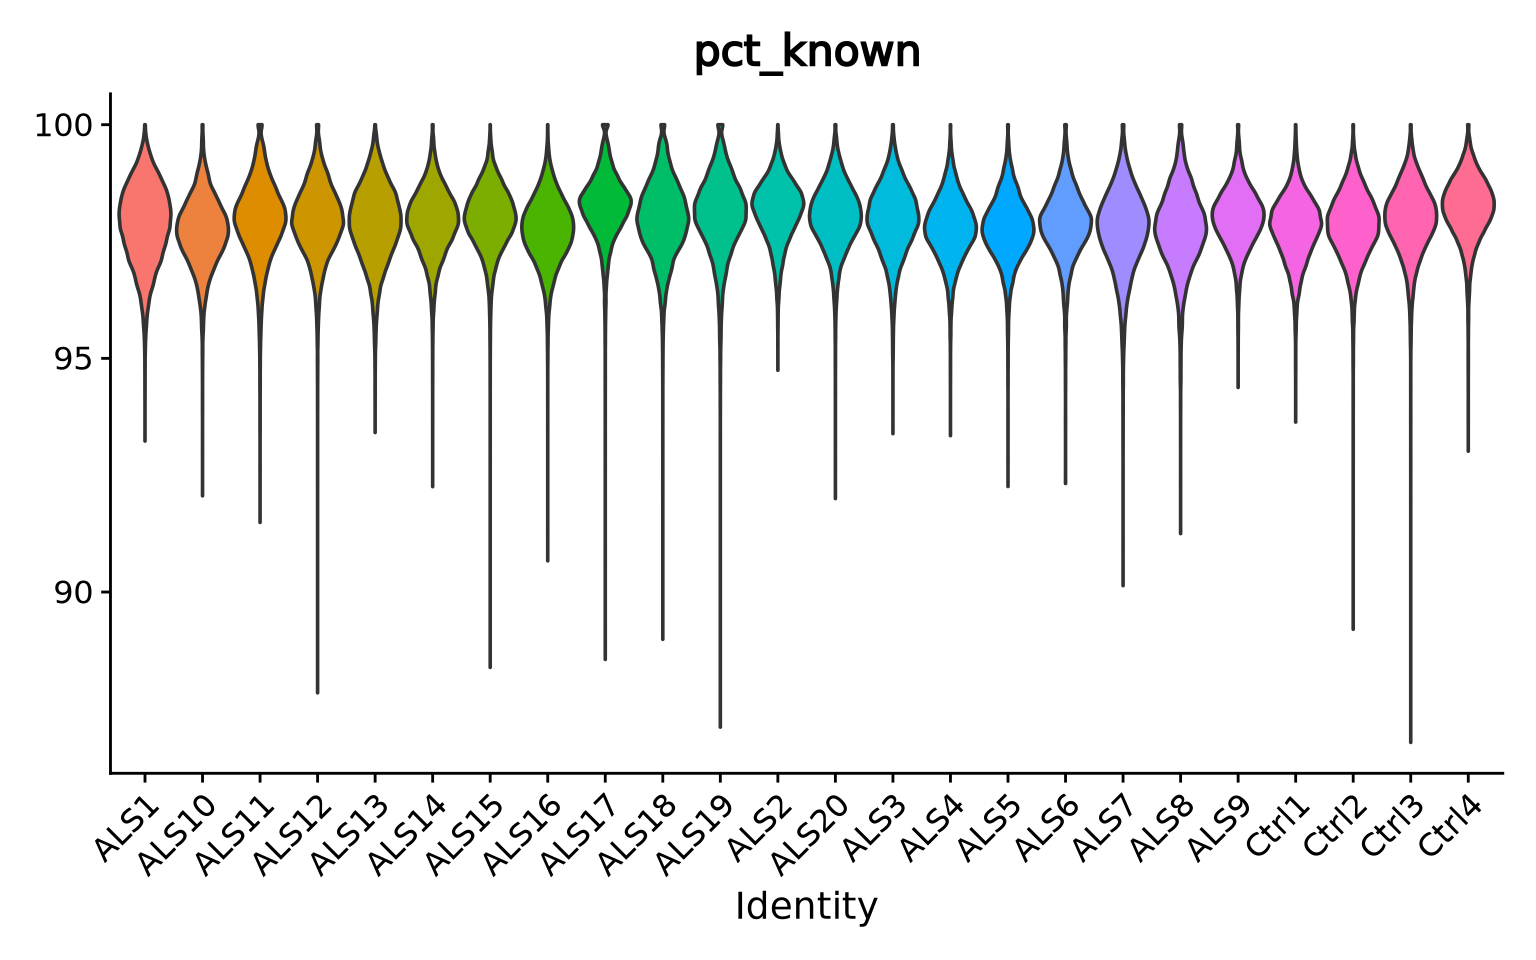 pct_known
100
95
90
ALS1 ALS10 ALS11 ALS12 ALS13 ALS14 ALS15 ALS16 ALS17 ALS18 ALS19 ALS2 ALS20 ALS3 ALS4 ALS5 ALS6 ALS7 ALS8 ALS9 Ctrl1 Ctrl2 Ctrl3 Ctrl4
Identity